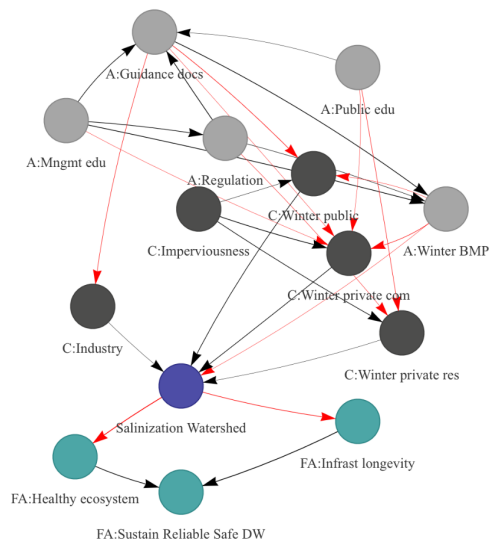 A:Guidance docs
A:Public edu
A:Mngmt edu
A:Regulation
C:Winter public
C:Imperviousness
A:Winter BMP
C:Winter private com
C:Industry
C:Winter private res
Salinization Watershed
FA:Infrast longevity
FA:Healthy ecosystem
FA:Sustain Reliable Safe DW